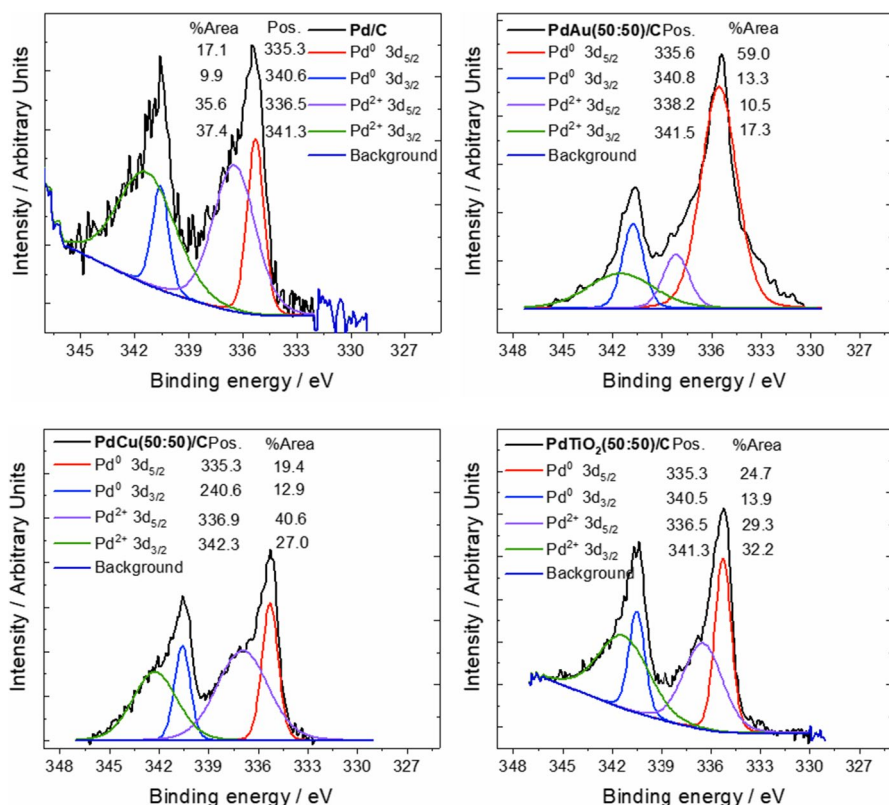 %Area Pos. Pd/C
17.1 335.3 Pd⁰ 3d₅/₂
9.9 340.6 Pd⁰ 3d₃/₂
35.6 336.5 Pd²⁺ 3d₅/₂
37.4 341.3 Pd²⁺ 3d₃/₂
Background
Intensity / Arbitrary Units
345 342 339 336 333 330 327
Binding energy / eV
PdAu(50:50)/C Pos. %Area
Pd⁰ 3d₅/₂ 335.6 59.0
Pd⁰ 3d₃/₂ 340.8 13.3
Pd²⁺ 3d₅/₂ 338.2 10.5
Pd²⁺ 3d₃/₂ 341.5 17.3
Background
Intensity / Arbitrary Units
348 345 342 339 336 333 330 327
Binding energy / eV
PdCu(50:50)/C Pos. %Area
Pd⁰ 3d₅/₂ 335.3 19.4
Pd⁰ 3d₃/₂ 240.6 12.9
Pd²⁺ 3d₅/₂ 336.9 40.6
Pd²⁺ 3d₃/₂ 342.3 27.0
Background
Intensity / Arbitrary Units
348 345 342 339 336 333 330 327
Binding energy / eV
PdTiO₂(50:50)/C Pos. %Area
Pd⁰ 3d₅/₂ 335.3 24.7
Pd⁰ 3d₃/₂ 340.5 13.9
Pd²⁺ 3d₅/₂ 336.5 29.3
Pd²⁺ 3d₃/₂ 341.3 32.2
Background
Intensity / Arbitrary Units
348 345 342 339 336 333 330 327
Binding energy / eV